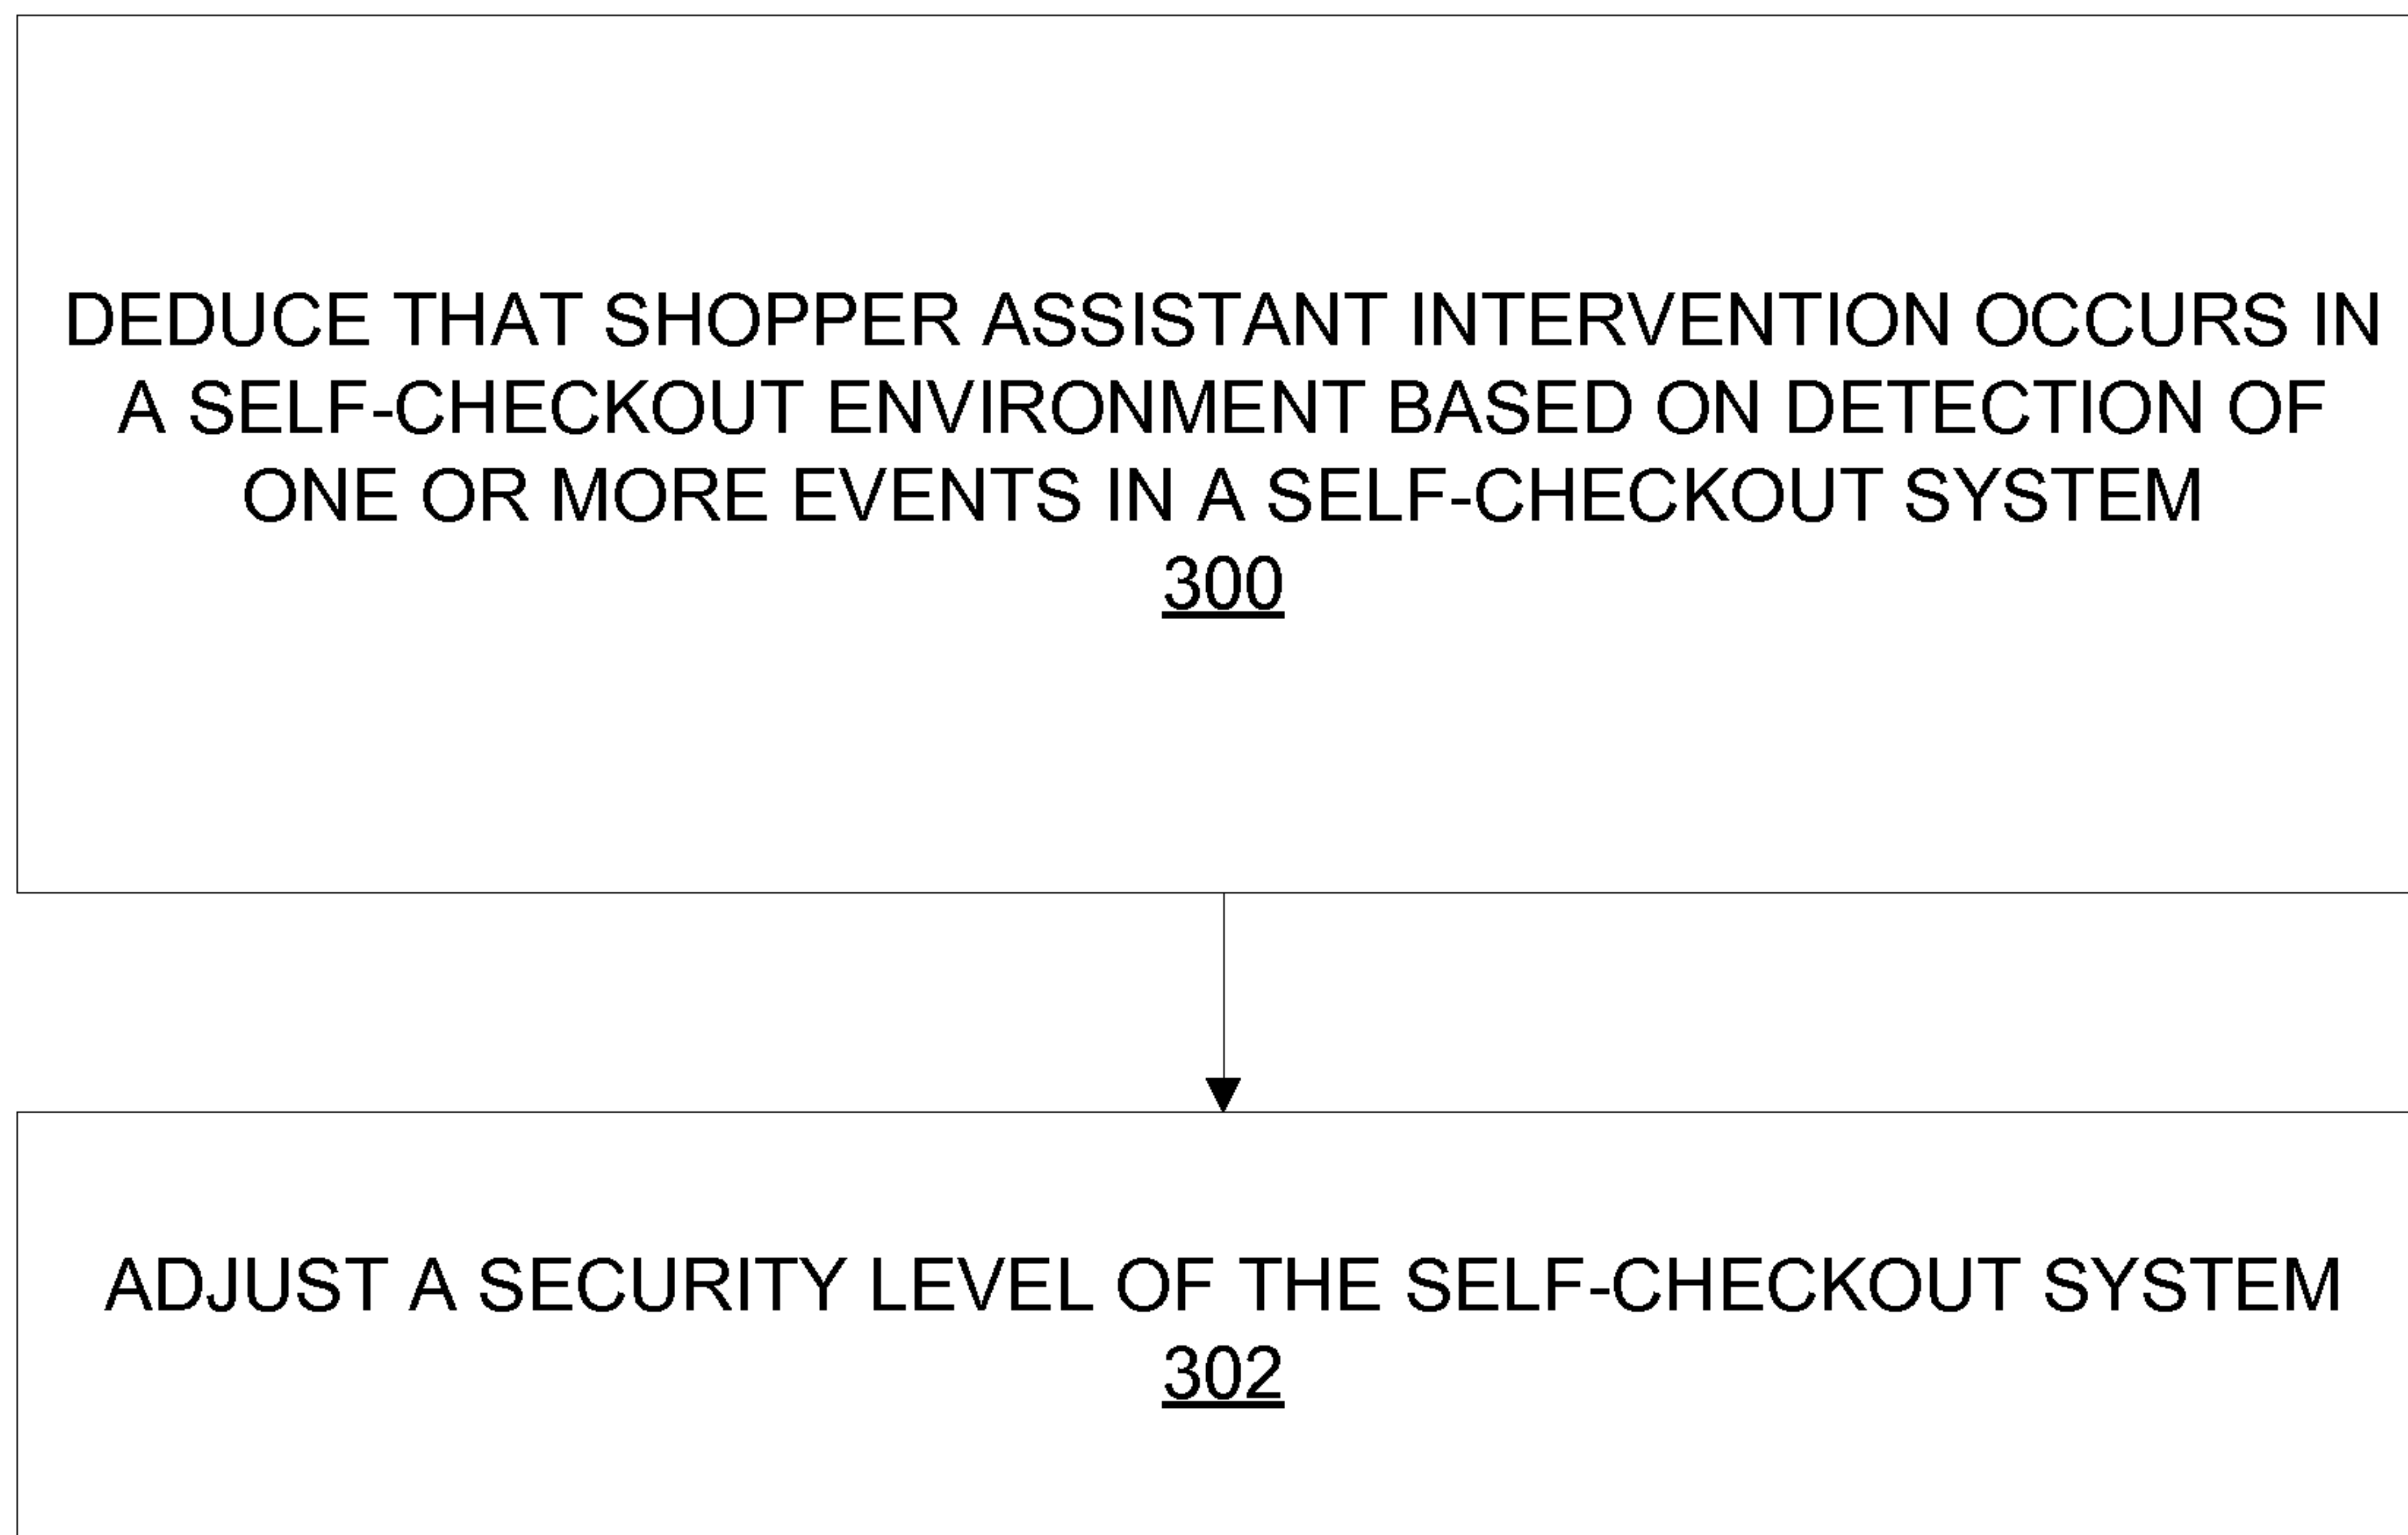 DEDUCE THAT SHOPPER ASSISTANT INTERVENTION OCCURS IN
A SELF-CHECKOUT ENVIRONMENT BASED ON DETECTION OF
ONE OR MORE EVENTS IN A SELF-CHECKOUT SYSTEM
300
ADJUST A SECURITY LEVEL OF THE SELF-CHECKOUT SYSTEM
302